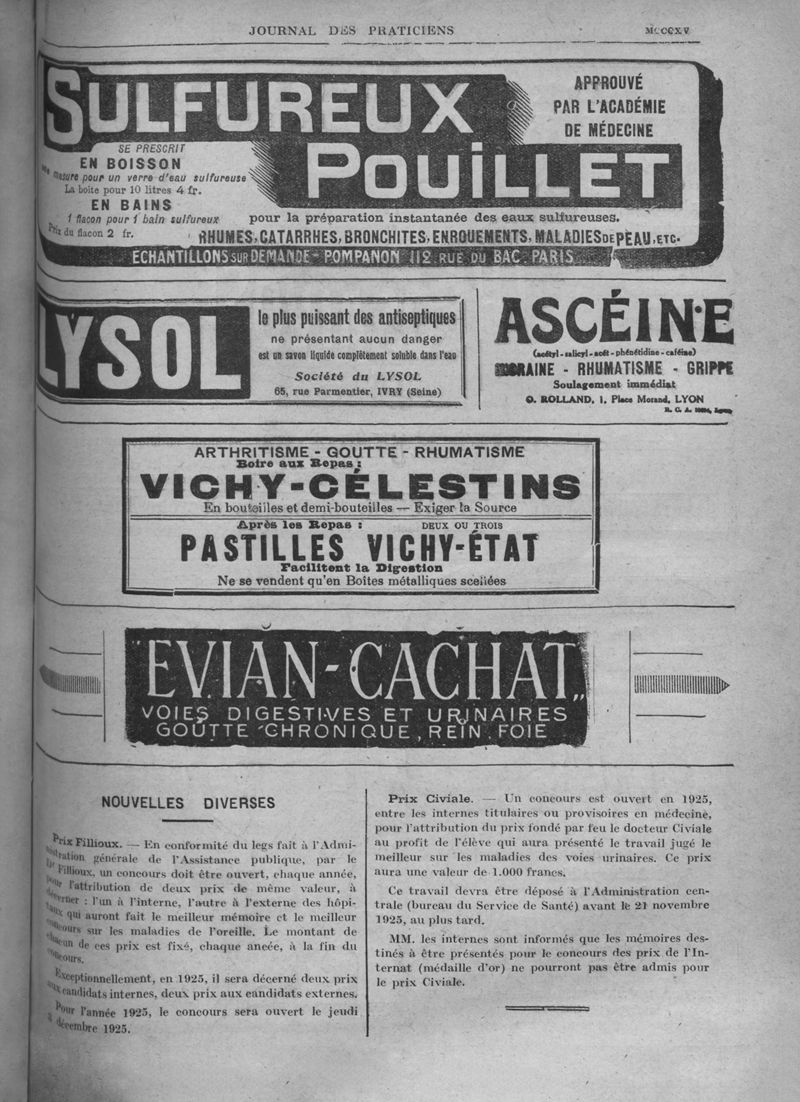 JOURNAL DES PRATICIENS
SULFUREUX
POUILLET
APPROUVÉ
PAR L'ACADÉMIE
DE MÉDECINE
SE PRESCRIT
EN BOISSON
mesure pour un verre d'eau sulfureuse
La boîte pour 10 litres 4 fr.
EN BAINS
1 flacon pour 1 bain sulfureux
Prix du flacon 2 fr.
pour la préparation instantanée des eaux sulfureuses.
RHUMES, CATARRHES, BRONCHITES, ENROUEMENTS, MALADIES DE PEAU, ETC.
ÉCHANTILLONS SUR DEMANDE - POMPANON 112 RUE DU BAC. PARIS
LYSOL
le plus puissant des antiseptiques
ne présentant aucun danger
est un savon liquide complètement soluble dans l'eau
Société du LYSOL
65, rue Parmentier, IVRY (Seine)
ASCÉINE
(acétyl-salicyl-acét-phénétidine-caféine)
MIGRAINE - RHUMATISME - GRIPPE
Soulagement immédiat
O. ROLLAND, 1, Place Morand, LYON
ARTHRITISME - GOUTTE - RHUMATISME
Boire aux Repas :
VICHY-CÉLESTINS
En bouteilles et demi-bouteilles — Exiger la Source
Après les Repas : DEUX OU TROIS
PASTILLES VICHY-ÉTAT
Facilitent la Digestion
Ne se vendent qu'en Boîtes métalliques scellées
"EVIAN-CACHAT"
VOIES DIGESTIVES ET URINAIRES
GOUTTE CHRONIQUE, REIN, FOIE
NOUVELLES DIVERSES
Prix Fillioux. — En conformité du legs fait à l'Admi-
nistration générale de l'Assistance publique, par le
Fillioux, un concours doit être ouvert, chaque année,
pour l'attribution de deux prix de même valeur, à
décerner : l'un à l'interne, l'autre à l'externe des hôpi-
taux qui auront fait le meilleur mémoire et le meilleur
concours sur les maladies de l'oreille. Le montant de
chacun de ces prix est fixé, chaque aneée, à la fin du
concours.
Exceptionnellement, en 1925, il sera décerné deux prix
aux candidats internes, deux prix aux candidats externes.
Pour l'année 1925, le concours sera ouvert le jeudi
décembre 1925.
Prix Civiale. — Un concours est ouvert en 1925,
entre les internes titulaires ou provisoires en médecine,
pour l'attribution du prix fondé par feu le docteur Civiale
au profit de l'élève qui aura présenté le travail jugé le
meilleur sur les maladies des voies urinaires. Ce prix
aura une valeur de 1.000 francs.
Ce travail devra être déposé à l'Administration cen-
trale (bureau du Service de Santé) avant le 21 novembre
1925, au plus tard.
MM. les internes sont informés que les mémoires des-
tinés à être présentés pour le concours des prix de l'In-
ternat (médaille d'or) ne pourront pas être admis pour
le prix Civiale.